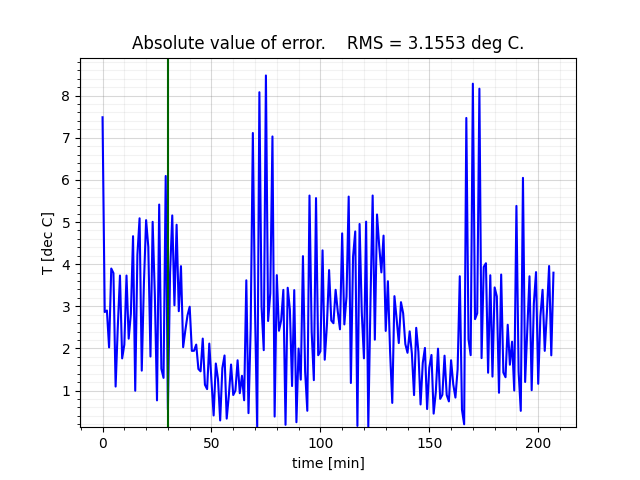 Absolute value of error.    RMS = 3.1553 deg C.
T [dec C]
8
7
6
5
4
3
2
1
0 50 100 150 200
time [min]